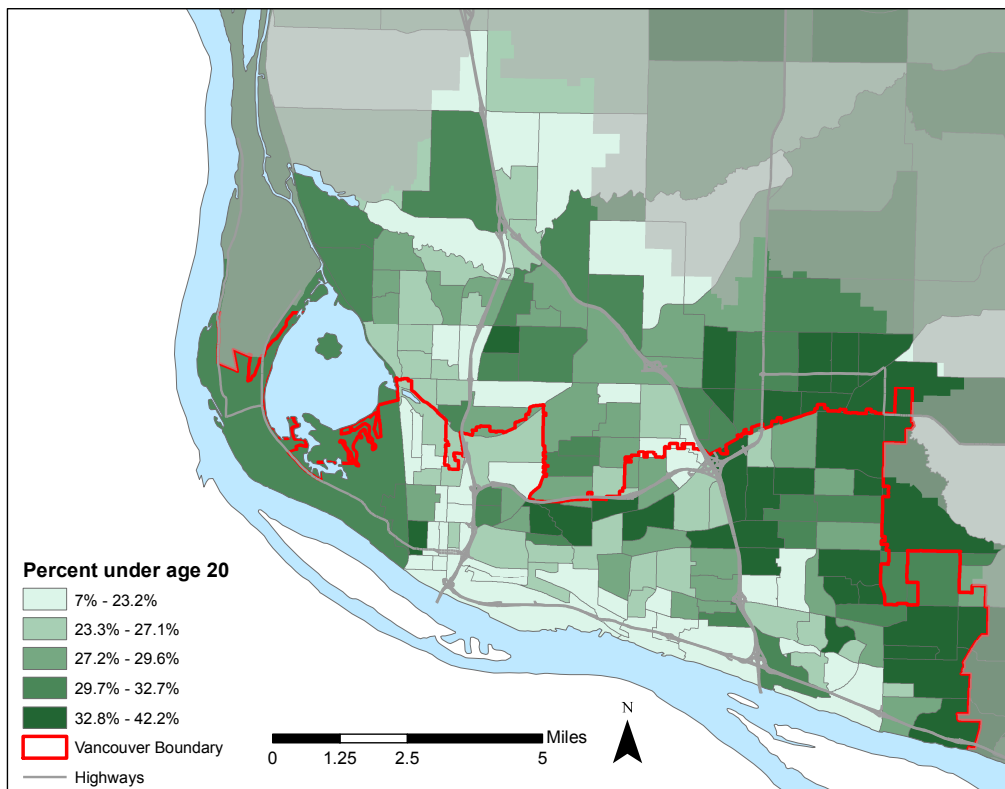 Percent under age 20
7% - 23.2%
23.3% - 27.1%
27.2% - 29.6%
29.7% - 32.7%
32.8% - 42.2%
Vancouver Boundary
Highways
Miles
0 1.25 2.5 5
N